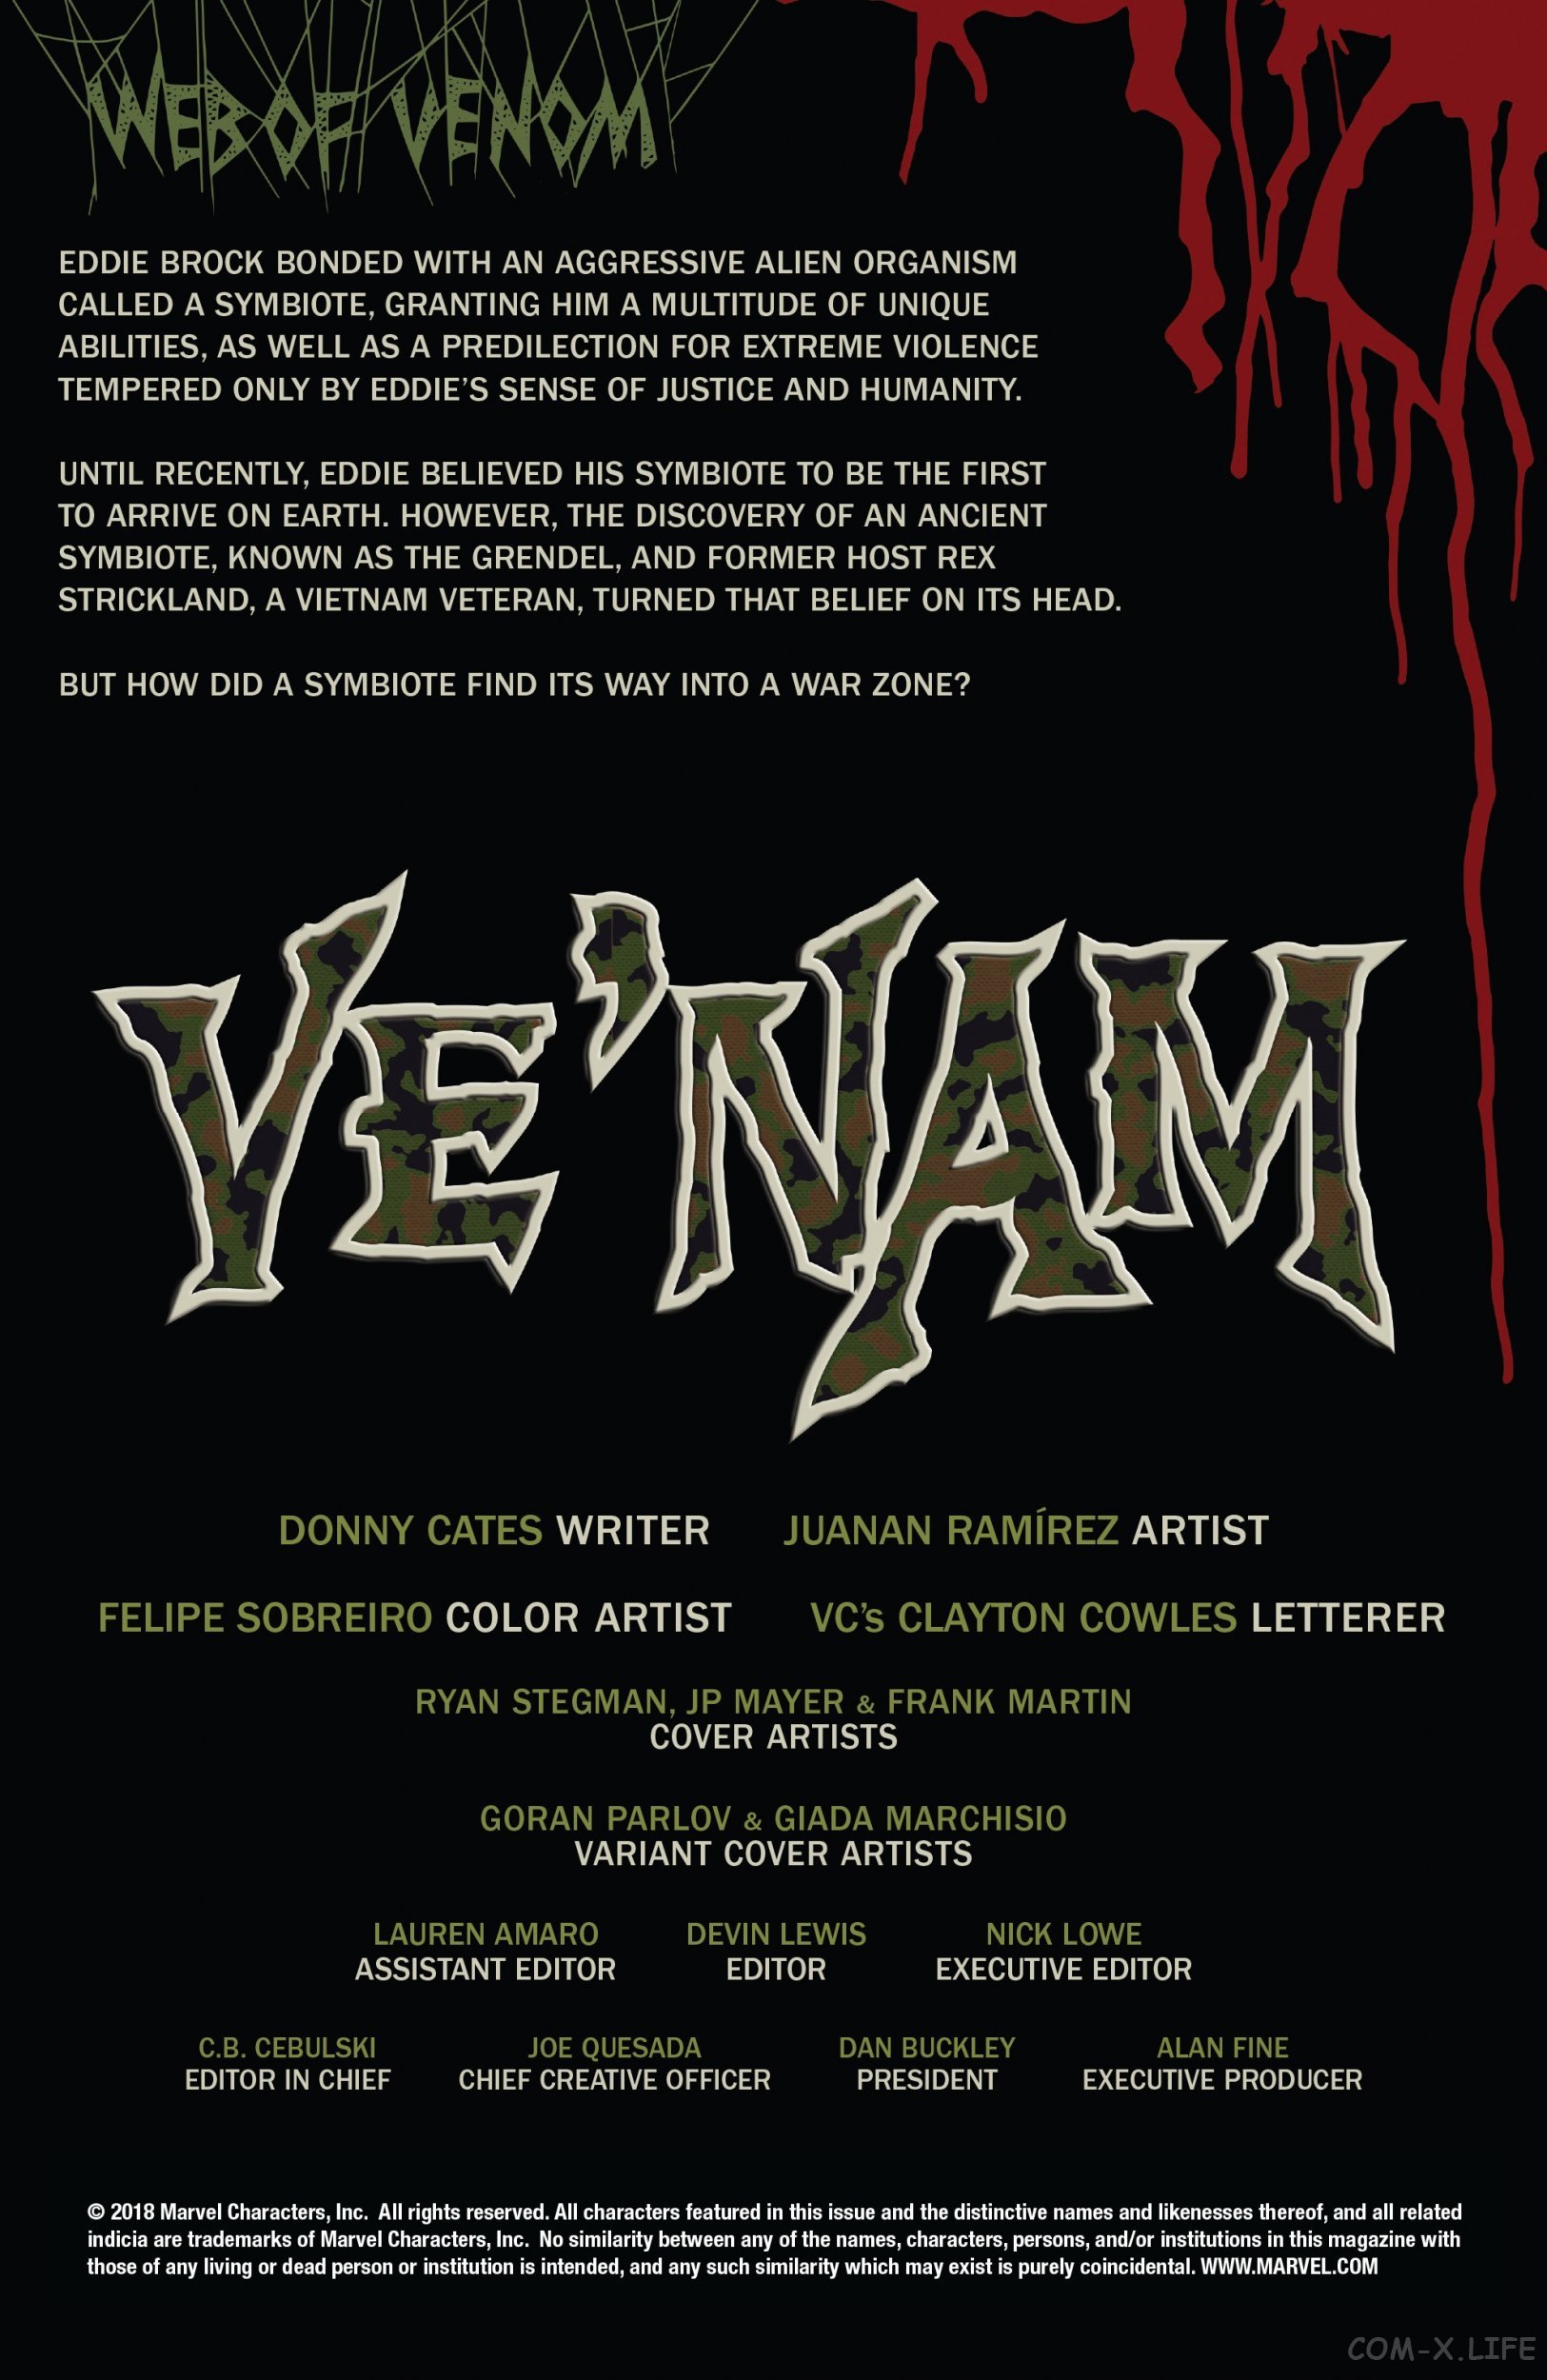 WEB OF VENOM
EDDIE BROCK BONDED WITH AN AGGRESSIVE ALIEN ORGANISM
CALLED A SYMBIOTE, GRANTING HIM A MULTITUDE OF UNIQUE
ABILITIES, AS WELL AS A PREDILECTION FOR EXTREME VIOLENCE
TEMPERED ONLY BY EDDIE’S SENSE OF JUSTICE AND HUMANITY.
UNTIL RECENTLY, EDDIE BELIEVED HIS SYMBIOTE TO BE THE FIRST
TO ARRIVE ON EARTH. HOWEVER, THE DISCOVERY OF AN ANCIENT
SYMBIOTE, KNOWN AS THE GRENDEL, AND FORMER HOST REX
STRICKLAND, A VIETNAM VETERAN, TURNED THAT BELIEF ON ITS HEAD.
BUT HOW DID A SYMBIOTE FIND ITS WAY INTO A WAR ZONE?
VE’NAM
DONNY CATES WRITER JUANAN RAMÍREZ ARTIST
FELIPE SOBREIRO COLOR ARTIST VC’s CLAYTON COWLES LETTERER
RYAN STEGMAN, JP MAYER & FRANK MARTIN
COVER ARTISTS
GORAN PARLOV & GIADA MARCHISIO
VARIANT COVER ARTISTS
LAUREN AMARO DEVIN LEWIS NICK LOWE
ASSISTANT EDITOR EDITOR EXECUTIVE EDITOR
C.B. CEBULSKI JOE QUESADA DAN BUCKLEY ALAN FINE
EDITOR IN CHIEF CHIEF CREATIVE OFFICER PRESIDENT EXECUTIVE PRODUCER
© 2018 Marvel Characters, Inc. All rights reserved. All characters featured in this issue and the distinctive names and likenesses thereof, and all related
indicia are trademarks of Marvel Characters, Inc. No similarity between any of the names, characters, persons, and/or institutions in this magazine with
those of any living or dead person or institution is intended, and any such similarity which may exist is purely coincidental. WWW.MARVEL.COM
COM-X.LIFE